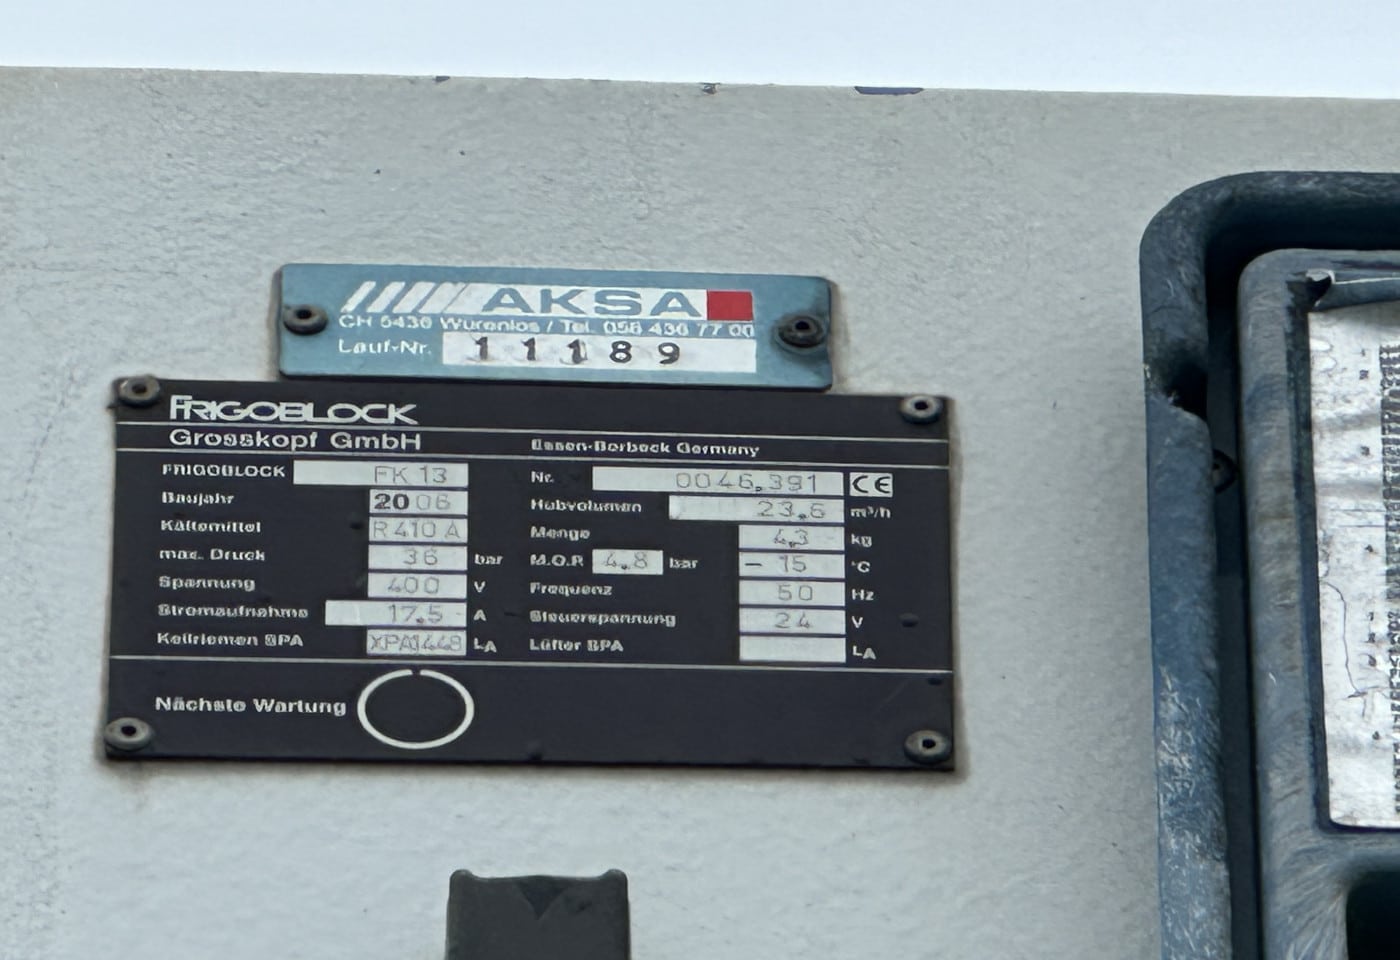 AKSA
CH 5436 Würenlos / Tel. 056 436 77 00
Lauf-Nr. 11189
FRIGOBLOCK
Grosskopf GmbH Essen-Borbeck Germany
FRIGOBLOCK FK 13 Nr. 0046.391 CE
Baujahr 2006 Hubvolumen 23.6 m³/h
Kältemittel R410A Menge 4.3 kg
max. Druck 36 bar M.O.P. 4.8 bar - 15 °C
Spannung 400 V Frequenz 50 Hz
Stromaufnahme 17.5 A Steuerspannung 24 V
Keilriemen SPA XPA1448 LA Lüfter SPA LA
Nächste Wartung